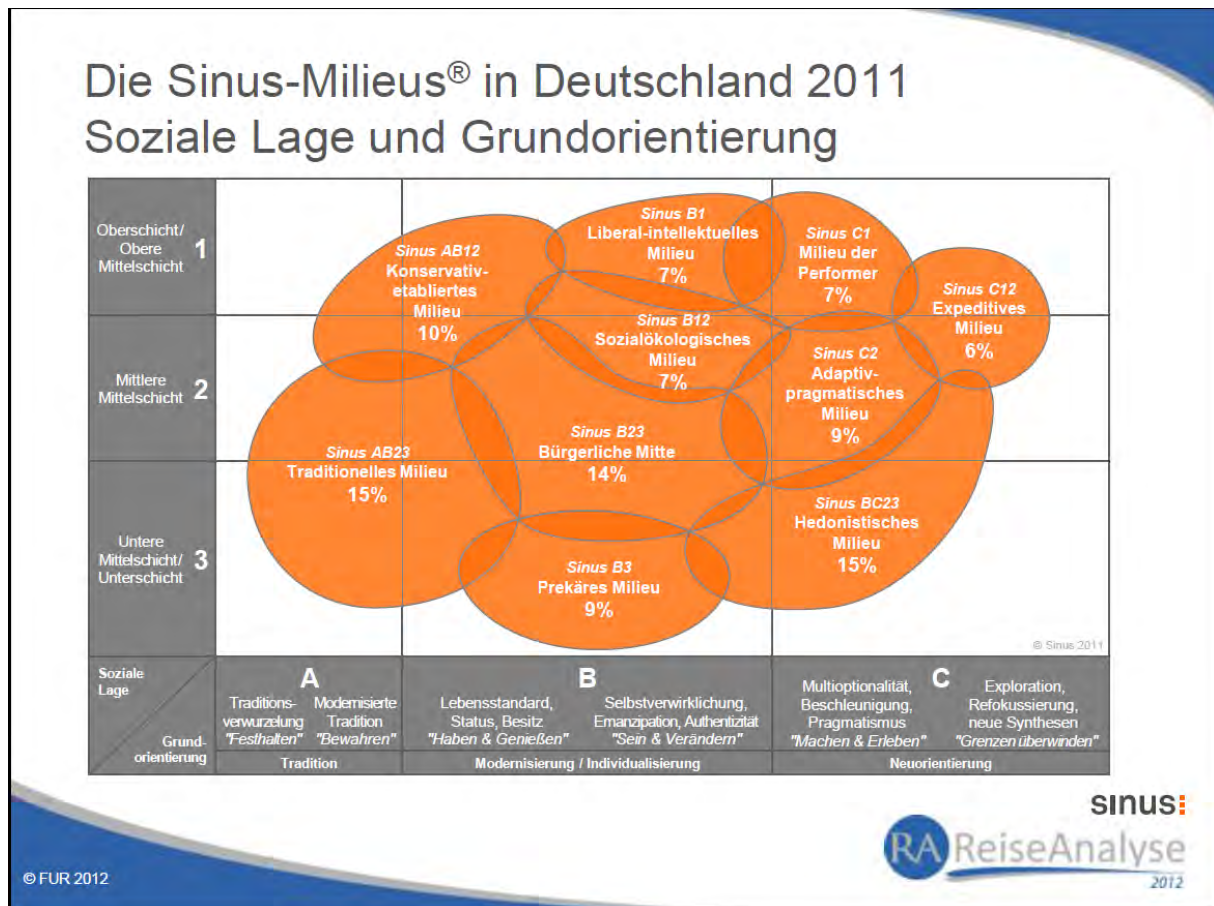 Die Sinus-Milieus® in Deutschland 2011
Soziale Lage und Grundorientierung
Oberschicht/
Obere
Mittelschicht
1
Mittlere
Mittelschicht
2
Untere
Mittelschicht/
Unterschicht
3
Sinus AB12
Konservativ-
etabliertes
Milieu
10%
Sinus B1
Liberal-intellektuelles
Milieu
7%
Sinus C1
Milieu der
Performer
7%
Sinus C12
Expeditives
Milieu
6%
Sinus B12
Sozialökologisches
Milieu
7%
Sinus C2
Adaptiv-
pragmatisches
Milieu
9%
Sinus AB23
Traditionelles Milieu
15%
Sinus B23
Bürgerliche Mitte
14%
Sinus BC23
Hedonistisches
Milieu
15%
Sinus B3
Prekäres Milieu
9%
© Sinus 2011
Soziale
Lage
Grund-
orientierung
A
Traditions-
verwurzelung
"Festhalten"
Modernisierte
Tradition
"Bewahren"
Tradition
B
Lebensstandard,
Status, Besitz
"Haben & Genießen"
Selbstverwirklichung,
Emanzipation, Authentizität
"Sein & Verändern"
Modernisierung / Individualisierung
C
Multioptionalität,
Beschleunigung,
Pragmatismus
"Machen & Erleben"
Exploration,
Refokussierung,
neue Synthesen
"Grenzen überwinden"
Neuorientierung
sinus
RA ReiseAnalyse
2012
© FUR 2012